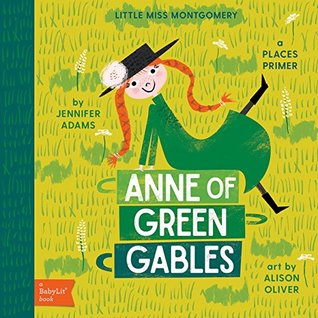 LITTLE MISS MONTGOMERY
a
PLACES
PRIMER
by
JENNIFER
ADAMS
ANNE OF
GREEN
GABLES
a
BabyLit®
book
art by
ALISON
OLIVER